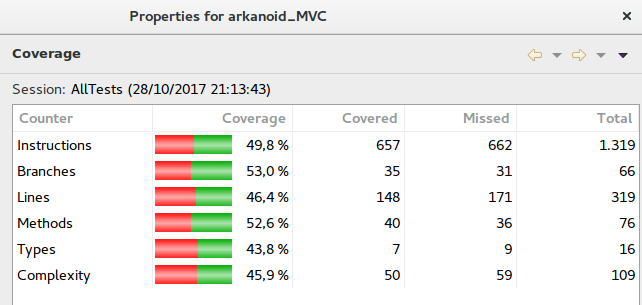 Properties for arkanoid_MVC
Coverage
Session: AllTests (28/10/2017 21:13:43)
Counter Coverage Covered Missed Total
Instructions 49,8 % 657 662 1.319
Branches 53,0 % 35 31 66
Lines 46,4 % 148 171 319
Methods 52,6 % 40 36 76
Types 43,8 % 7 9 16
Complexity 45,9 % 50 59 109